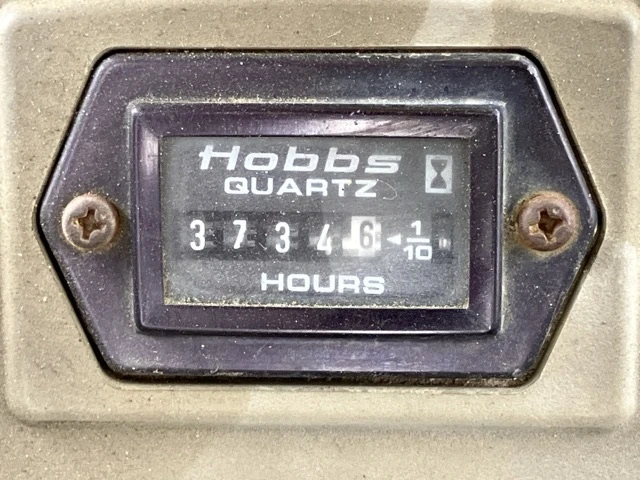 Hobbs
QUARTZ
3 7 3 4 6 ◄ 1/10
HOURS